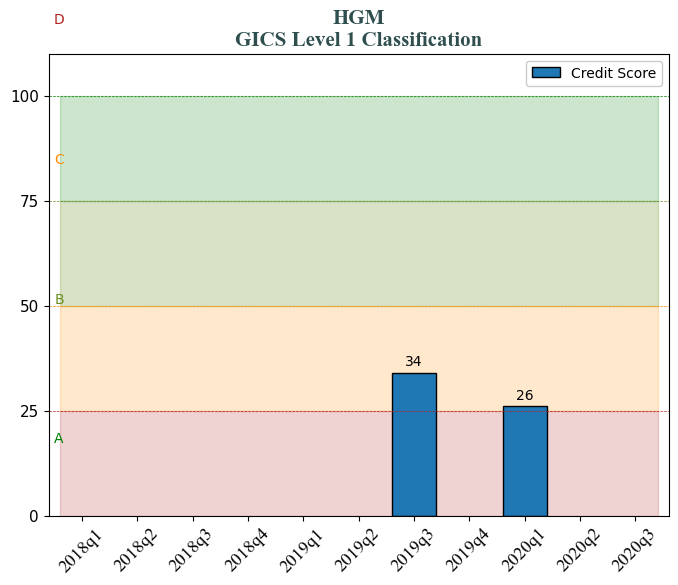 D
HGM
GICS Level 1 Classification
Credit Score
100
C
75
B
50
34
26
25
A
0
2018q1
2018q2
2018q3
2018q4
2019q1
2019q2
2019q3
2019q4
2020q1
2020q2
2020q3